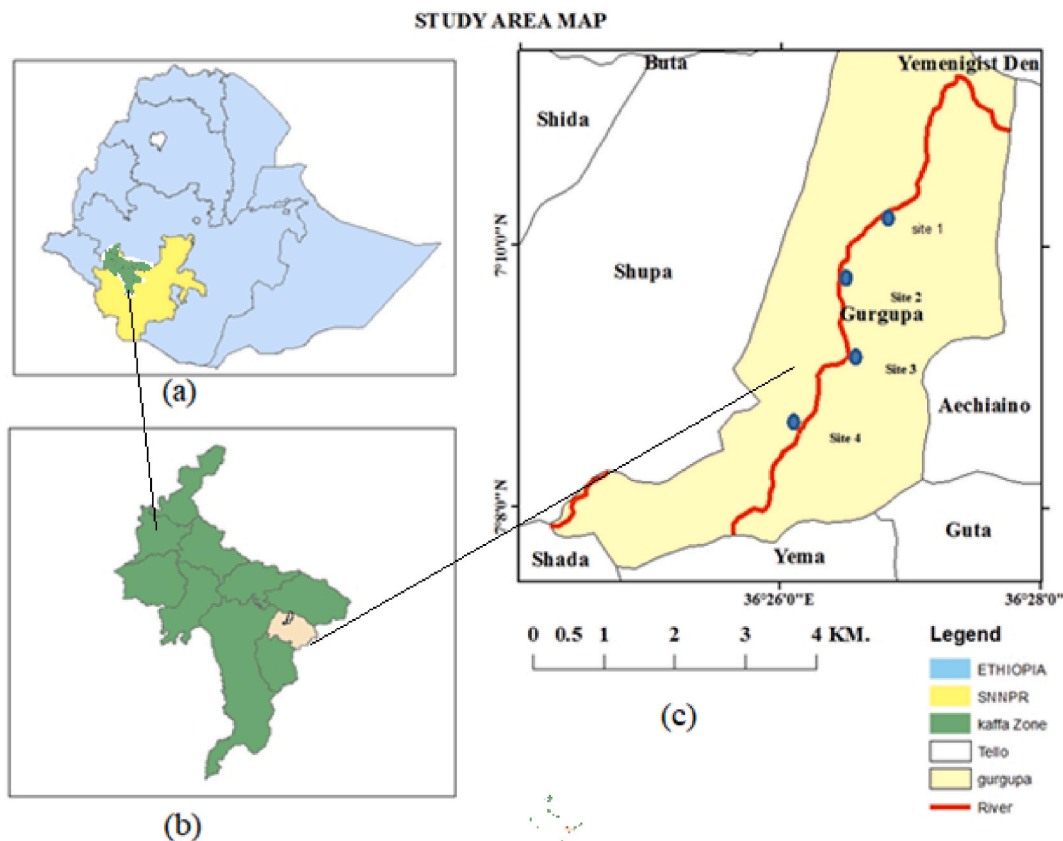 STUDY AREA MAP
(a)
(b)
Buta
Yemenigist Den
Shida
site 1
7°10'0"N
Shupa
Site 2
Gurgupa
Site 3
Aechiaino
Site 4
7°8'0"N
Guta
Shada
Yema
36°26'0"E
36°28'0"
0 0.5 1 2 3 4 KM.
(c)
Legend
ETHIOPIA
SNNPR
kaffa Zone
Tello
gurgupa
River